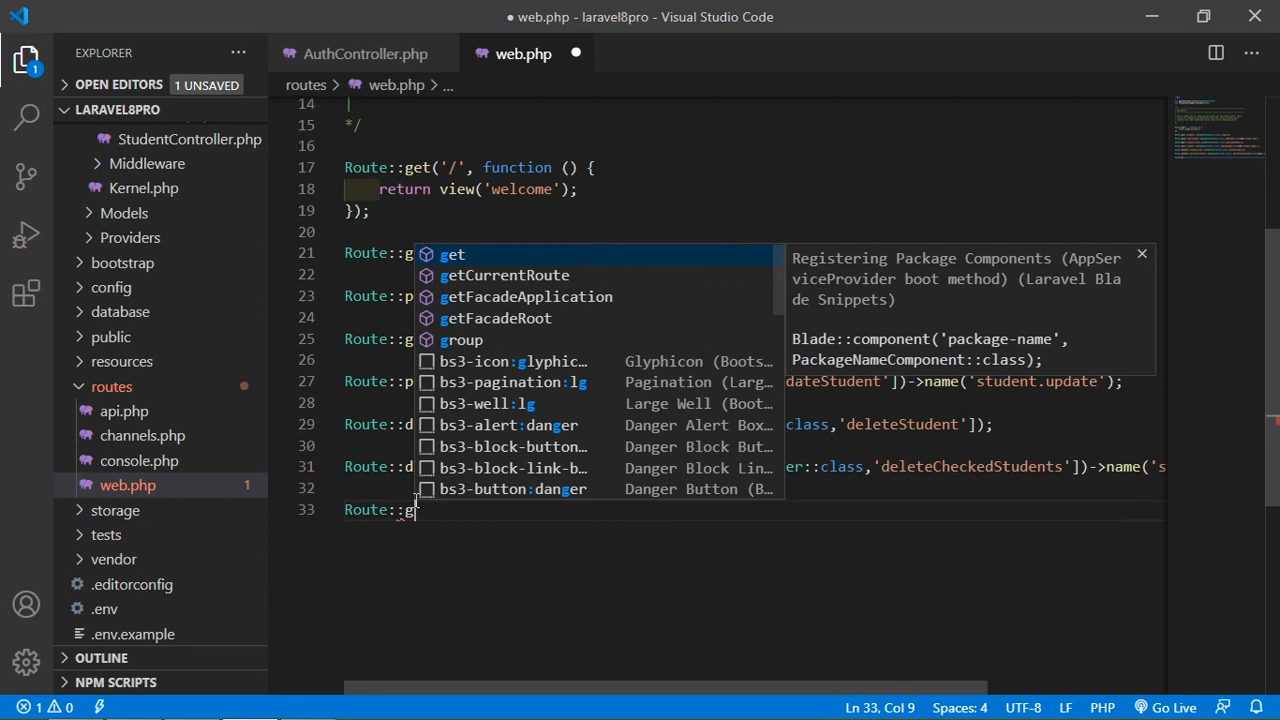 ● web.php - laravel8pro - Visual Studio Code
EXPLORER
AuthController.php
web.php
OPEN EDITORS 1 UNSAVED
routes > web.php > ...
LARAVEL8PRO
StudentController.php
Middleware
Kernel.php
Models
Providers
bootstrap
config
database
public
resources
routes
api.php
channels.php
console.php
web.php 1
storage
tests
vendor
.editorconfig
.env
.env.example
OUTLINE
NPM SCRIPTS
14 |
15 */
16
17 Route::get('/', function () {
18 return view('welcome');
19 });
20
21 Route::g
22
23 Route::p
24
25 Route::g
26
27 Route::p dateStudent'])->name('student.update');
28
29 Route::d class,'deleteStudent']);
30
31 Route::d er::class,'deleteCheckedStudents'])->name('s
32
33 Route::g
get
getCurrentRoute
getFacadeApplication
getFacadeRoot
group
bs3-icon:glyphic... Glyphicon (Boots...
bs3-pagination:lg Pagination (Larg...
bs3-well:lg Large Well (Boot...
bs3-alert:danger Danger Alert Box...
bs3-block-button... Danger Block But...
bs3-block-link-b... Danger Block Lin...
bs3-button:danger Danger Button (B...
Registering Package Components (AppSer
viceProvider boot method) (Laravel Bla
de Snippets)
Blade::component('package-name',
PackageNameComponent::class);
1 0
Ln 33, Col 9 Spaces: 4 UTF-8 LF PHP Go Live